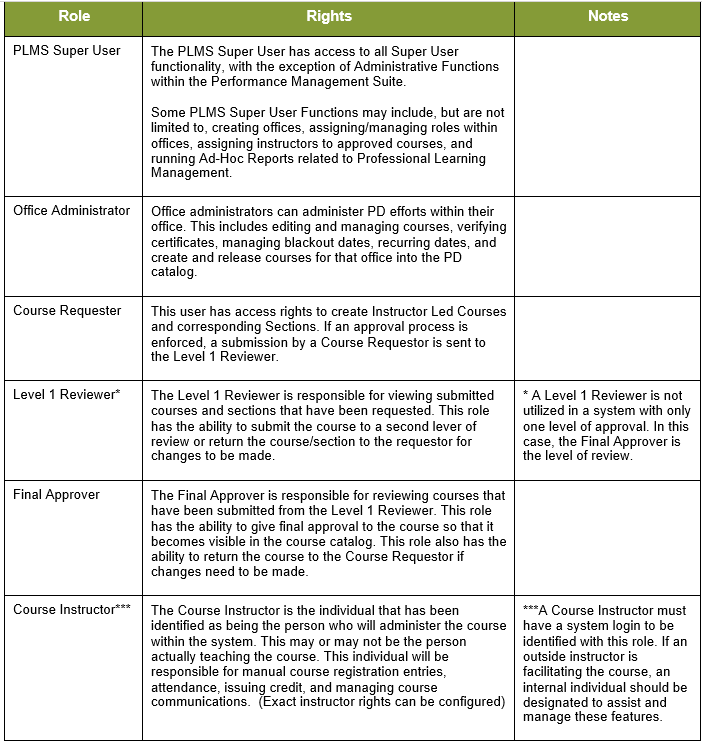 Role Rights Notes
PLMS Super User
The PLMS Super User has access to all Super User
functionality, with the exception of Administrative Functions
within the Performance Management Suite.
Some PLMS Super User Functions may include, but are not
limited to, creating offices, assigning/managing roles within
offices, assigning instructors to approved courses, and
running Ad-Hoc Reports related to Professional Learning
Management.
Office Administrator
Office administrators can administer PD efforts within their
office. This includes editing and managing courses, verifying
certificates, managing blackout dates, recurring dates, and
create and release courses for that office into the PD
catalog.
Course Requester
This user has access rights to create Instructor Led Courses
and corresponding Sections. If an approval process is
enforced, a submission by a Course Requestor is sent to
the Level 1 Reviewer.
Level 1 Reviewer*
The Level 1 Reviewer is responsible for viewing submitted
courses and sections that have been requested. This role
has the ability to submit the course to a second lever of
review or return the course/section to the requestor for
changes to be made.
* A Level 1 Reviewer is not
utilized in a system with only
one level of approval. In this
case, the Final Approver is
the level of review.
Final Approver
The Final Approver is responsible for reviewing courses that
have been submitted from the Level 1 Reviewer. This role
has the ability to give final approval to the course so that it
becomes visible in the course catalog. This role also has the
ability to return the course to the Course Requestor if
changes need to be made.
Course Instructor***
The Course Instructor is the individual that has been
identified as being the person who will administer the course
within the system. This may or may not be the person
actually teaching the course. This individual will be
responsible for manual course registration entries,
attendance, issuing credit, and managing course
communications. (Exact instructor rights can be configured)
***A Course Instructor must
have a system login to be
identified with this role. If an
outside instructor is
facilitating the course, an
internal individual should be
designated to assist and
manage these features.